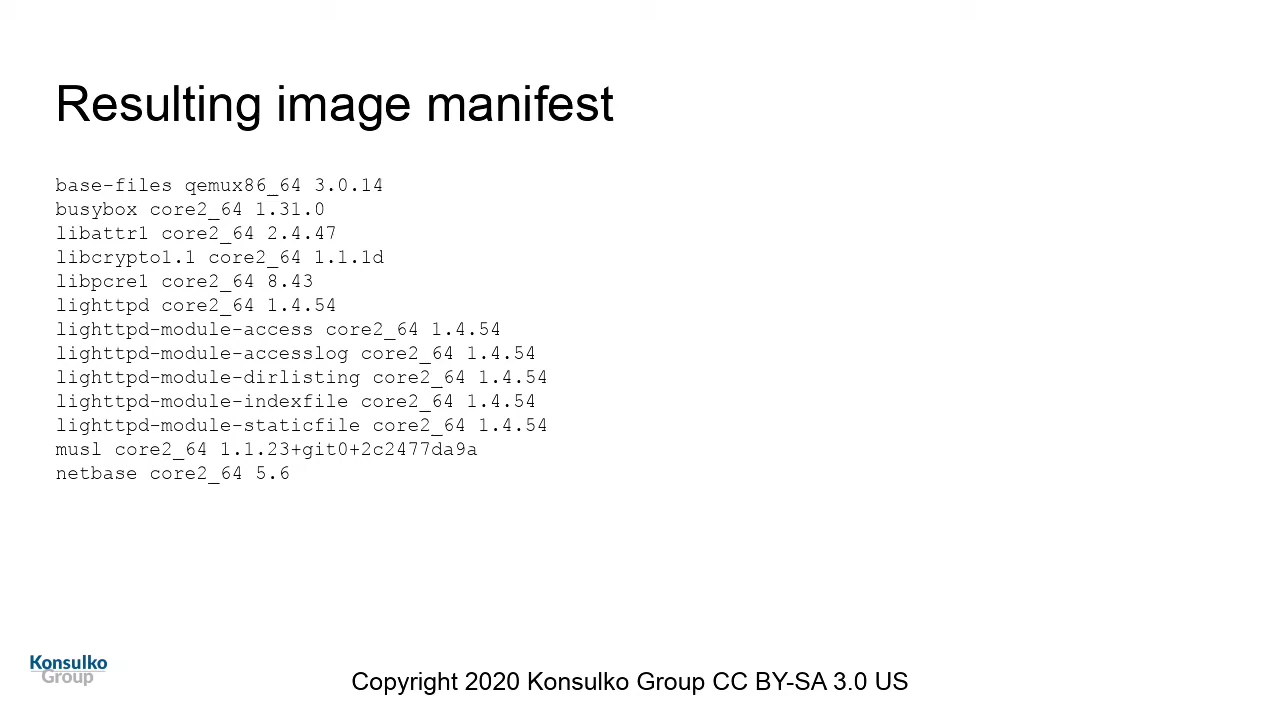 Resulting image manifest
base-files qemux86_64 3.0.14
busybox core2_64 1.31.0
libattr1 core2_64 2.4.47
libcrypto1.1 core2_64 1.1.1d
libpcre1 core2_64 8.43
lighttpd core2_64 1.4.54
lighttpd-module-access core2_64 1.4.54
lighttpd-module-accesslog core2_64 1.4.54
lighttpd-module-dirlisting core2_64 1.4.54
lighttpd-module-indexfile core2_64 1.4.54
lighttpd-module-staticfile core2_64 1.4.54
musl core2_64 1.1.23+git0+2c2477da9a
netbase core2_64 5.6
Konsulko
Group
Copyright 2020 Konsulko Group CC BY-SA 3.0 US